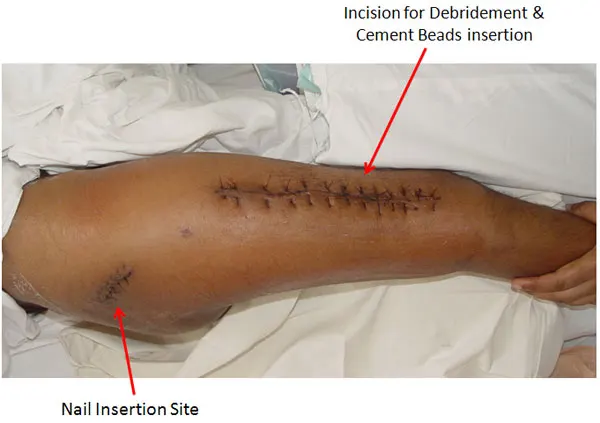 Incision for Debridement &
Cement Beads insertion
Nail Insertion Site